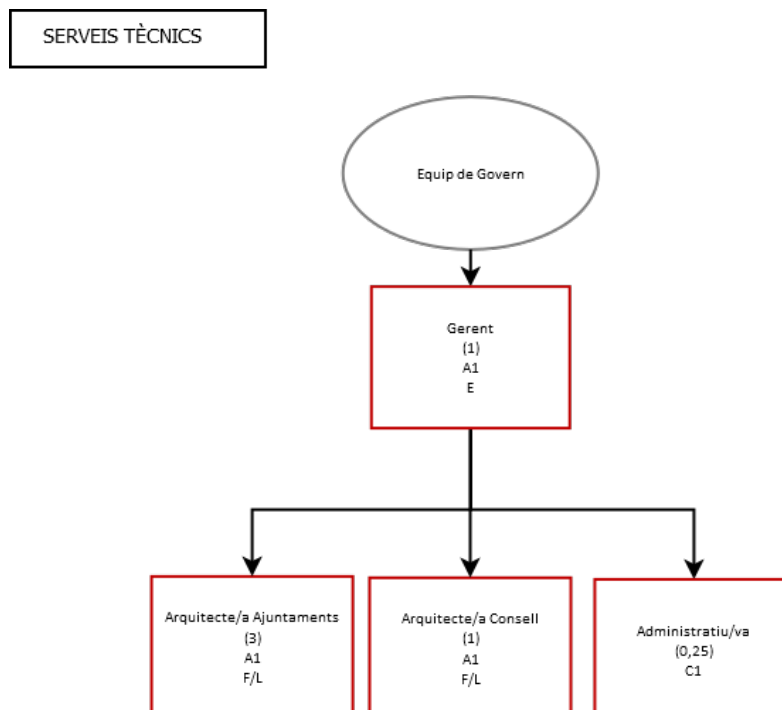 SERVEIS TÈCNICS
Equip de Govern
Gerent
(1)
A1
E
Arquitecte/a Ajuntaments
(3)
A1
F/L
Arquitecte/a Consell
(1)
A1
F/L
Administratiu/va
(0,25)
C1